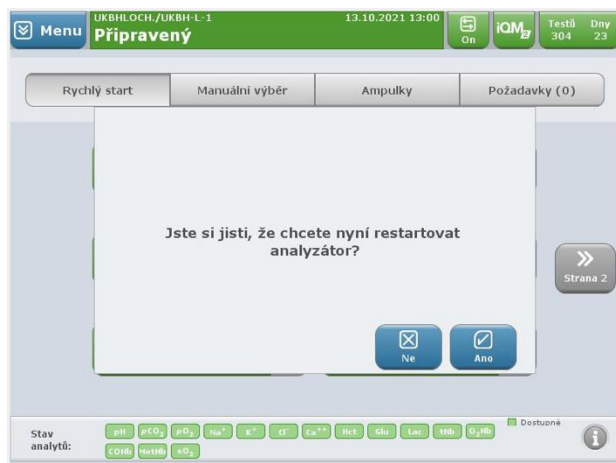 Menu
UKBHLOCH./UKBH-L-1
13.10.2021 13:00
Připravený
On
iQM2
Testů Dny
304 23
Rychlý start
Manuální výběr
Ampulky
Požadavky (0)
Jste si jisti, že chcete nyní restartovat
analyzátor?
Strana 2
Ne
Ano
Stav
analytů:
pH pCO₂ pO₂ Na⁺ K⁺ Cl⁻ Ca⁺⁺ Hct Glu Lac tHb O₂Hb
COHb MetHb sO₂
Dostupné